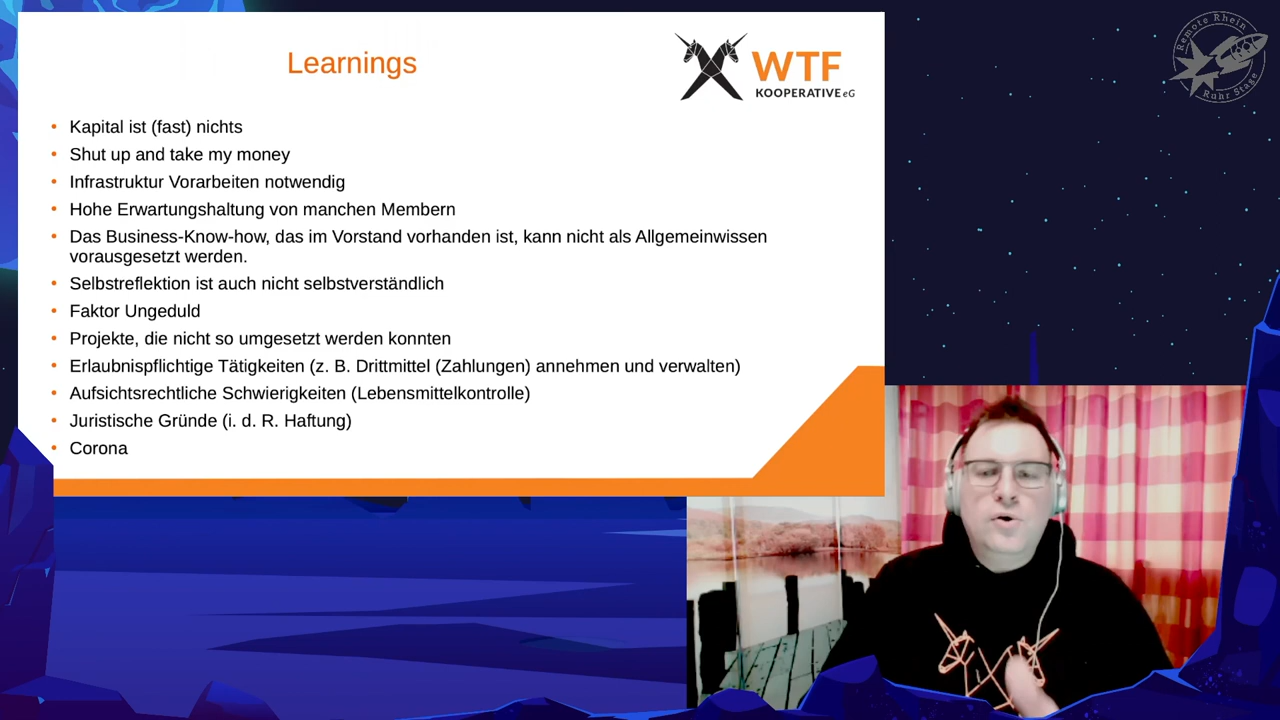 Learnings
WTF
KOOPERATIVE eG
Kapital ist (fast) nichts
Shut up and take my money
Infrastruktur Vorarbeiten notwendig
Hohe Erwartungshaltung von manchen Membern
Das Business-Know-how, das im Vorstand vorhanden ist, kann nicht als Allgemeinwissen
vorausgesetzt werden.
Selbstreflektion ist auch nicht selbstverständlich
Faktor Ungeduld
Projekte, die nicht so umgesetzt werden konnten
Erlaubnispflichtige Tätigkeiten (z. B. Drittmittel (Zahlungen) annehmen und verwalten)
Aufsichtsrechtliche Schwierigkeiten (Lebensmittelkontrolle)
Juristische Gründe (i. d. R. Haftung)
Corona
Remote Rhein
Ruhr Stage